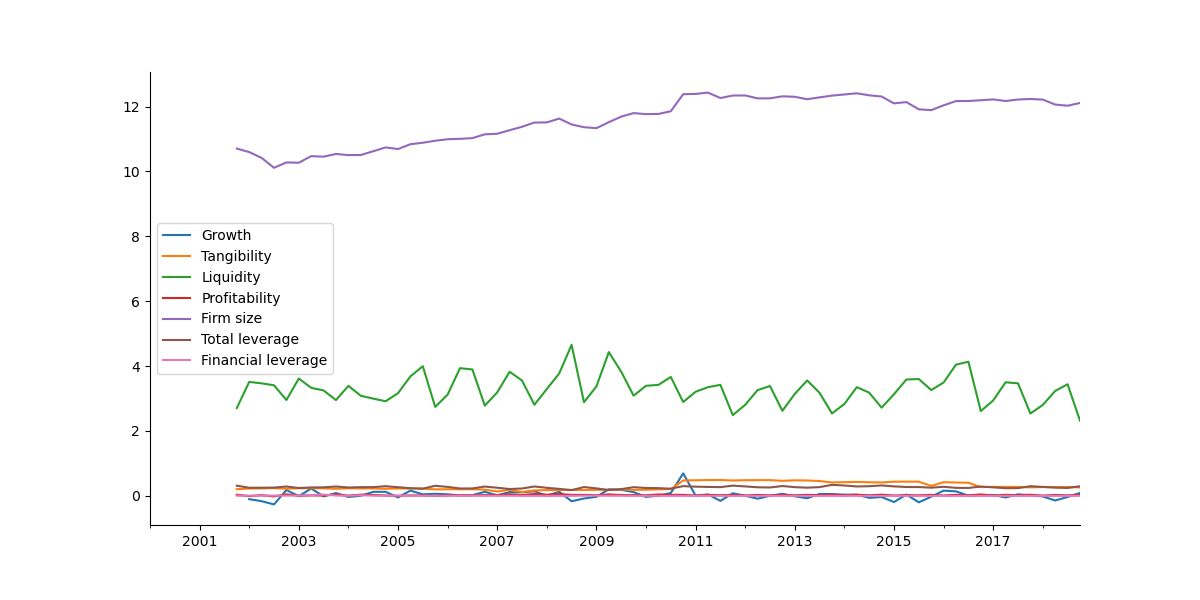 12
10
8
6
4
2
0
Growth
Tangibility
Liquidity
Profitability
Firm size
Total leverage
Financial leverage
2001 2003 2005 2007 2009 2011 2013 2015 2017